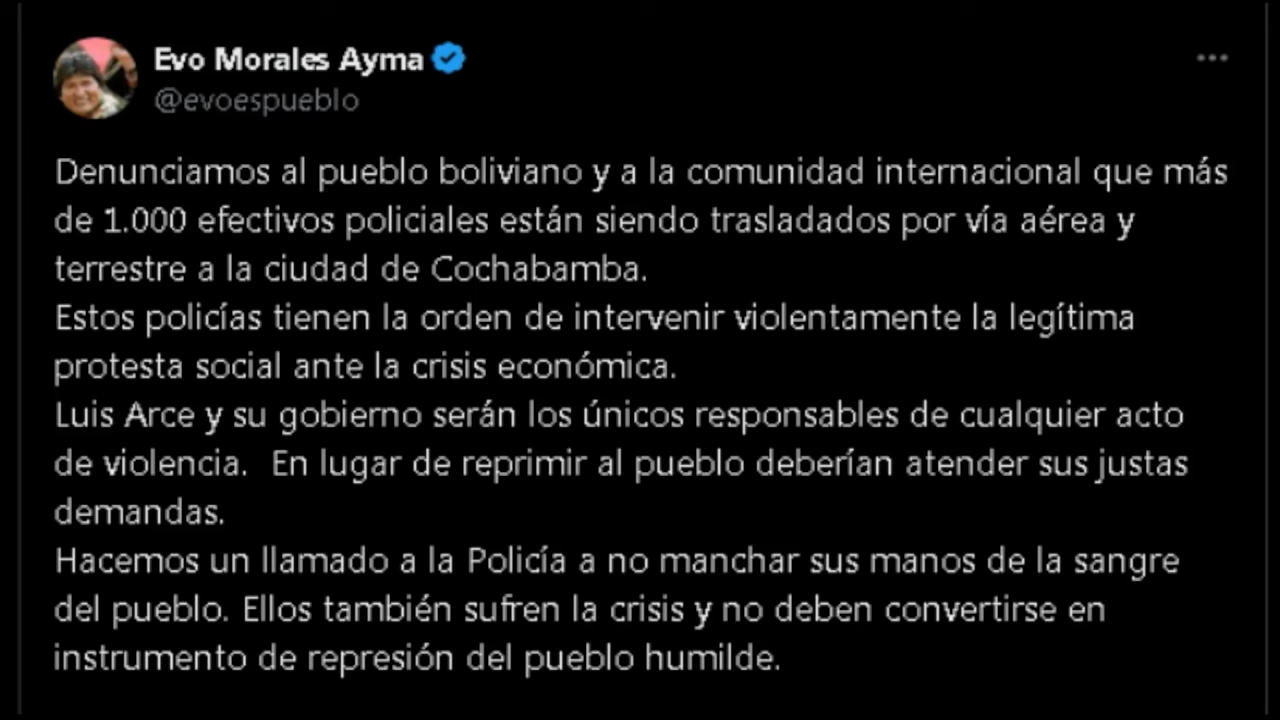 Evo Morales Ayma
@evoespueblo
Denunciamos al pueblo boliviano y a la comunidad internacional que más
de 1.000 efectivos policiales están siendo trasladados por vía aérea y
terrestre a la ciudad de Cochabamba.
Estos policías tienen la orden de intervenir violentamente la legítima
protesta social ante la crisis económica.
Luis Arce y su gobierno serán los únicos responsables de cualquier acto
de violencia.  En lugar de reprimir al pueblo deberían atender sus justas
demandas.
Hacemos un llamado a la Policía a no manchar sus manos de la sangre
del pueblo. Ellos también sufren la crisis y no deben convertirse en
instrumento de represión del pueblo humilde.